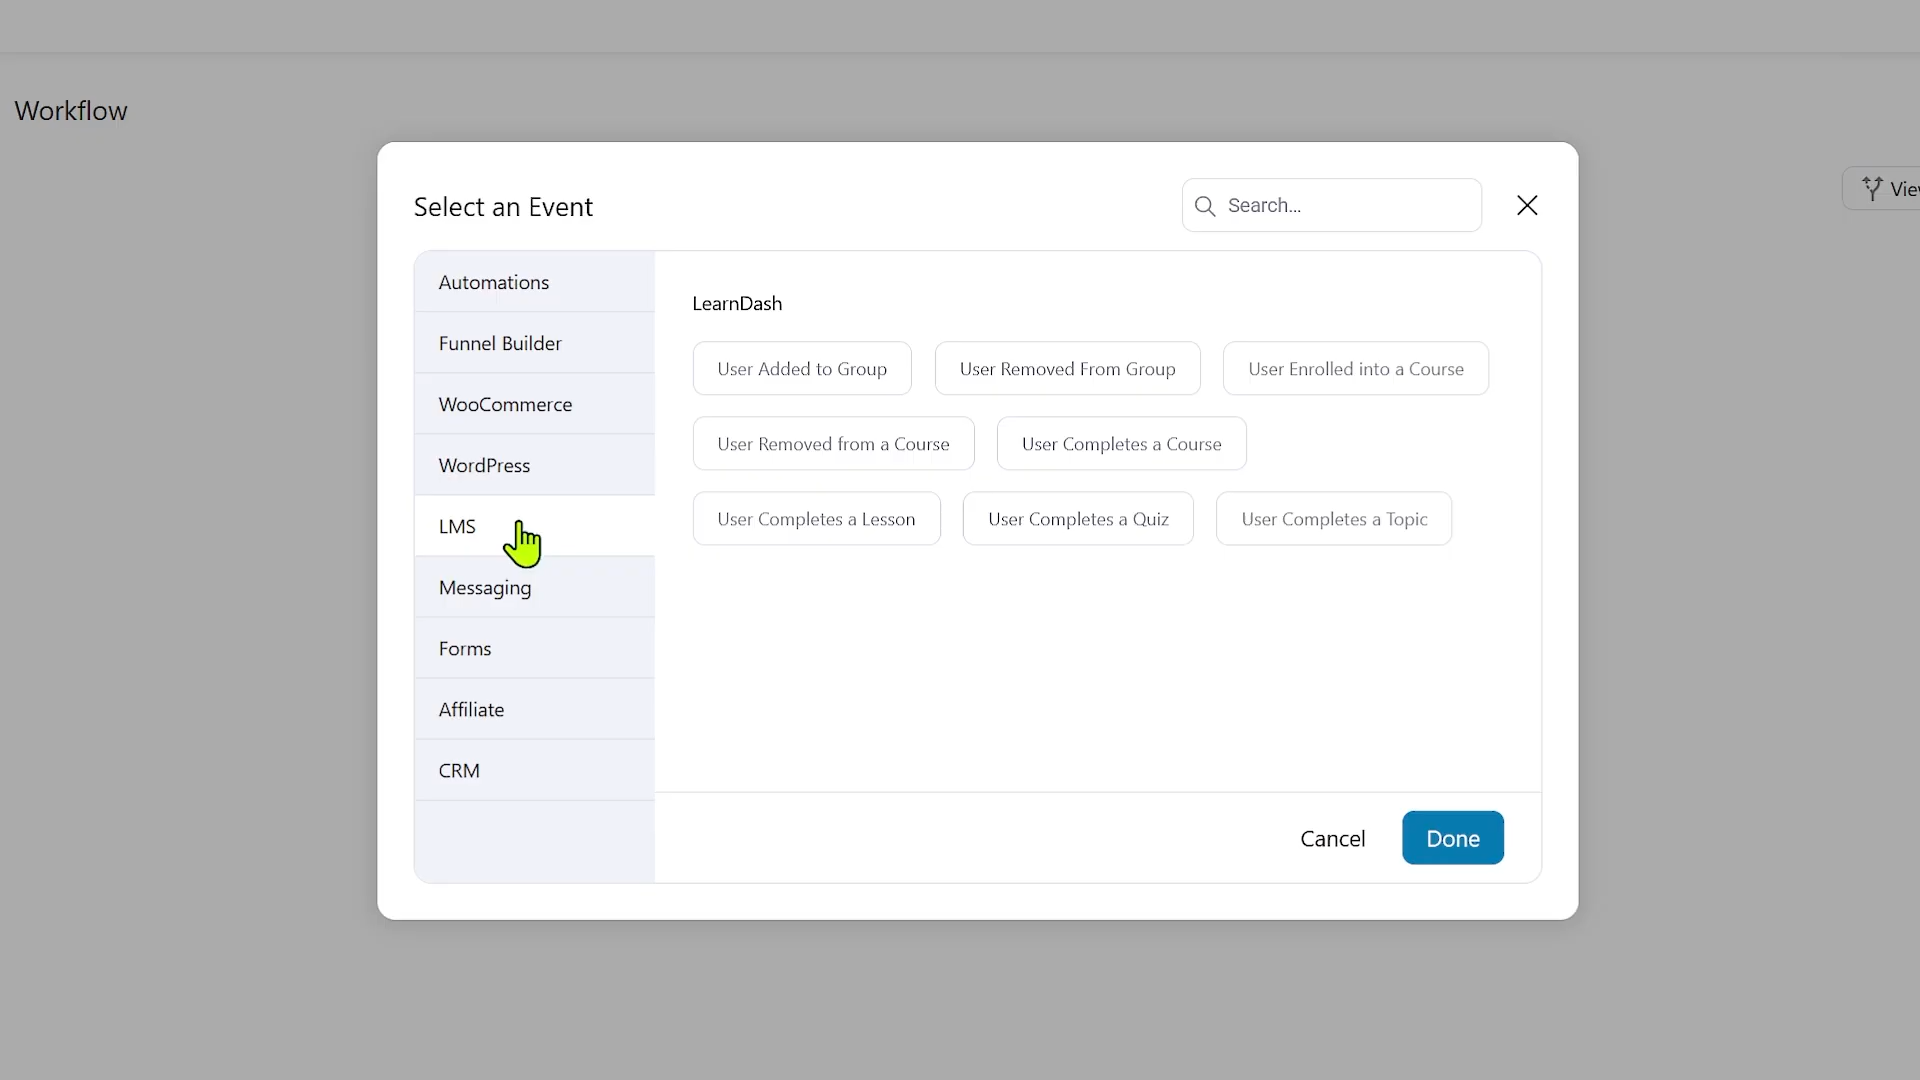 Workflow
Select an Event
Search...
View
Automations
Funnel Builder
WooCommerce
WordPress
LMS
Messaging
Forms
Affiliate
CRM
LearnDash
User Added to Group
User Removed From Group
User Enrolled into a Course
User Removed from a Course
User Completes a Course
User Completes a Lesson
User Completes a Quiz
User Completes a Topic
Cancel
Done